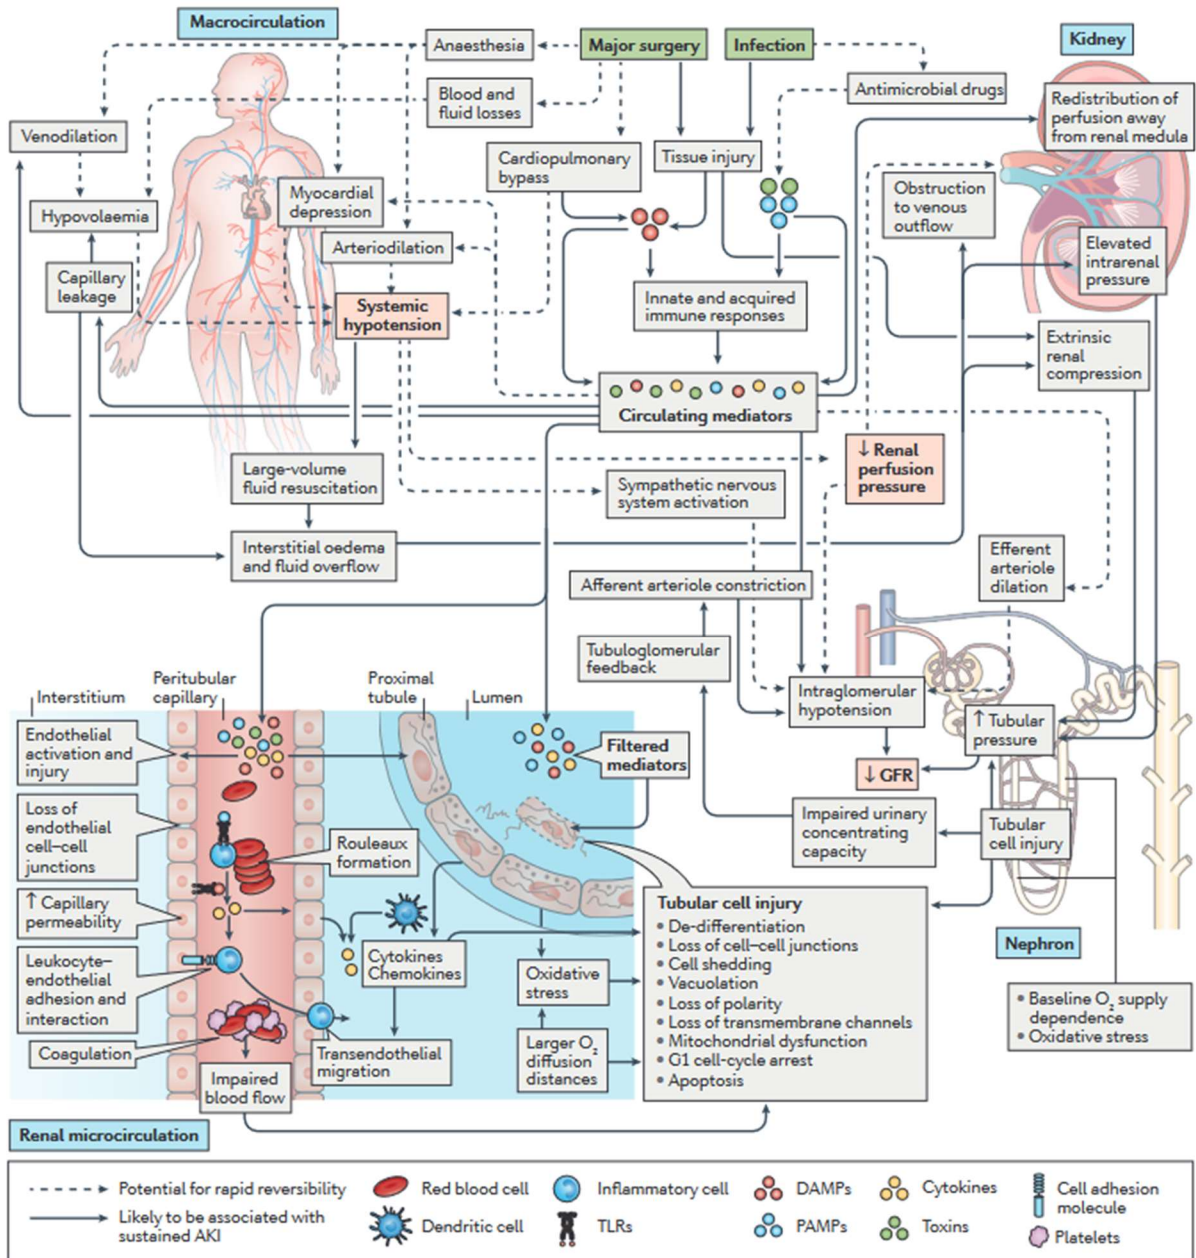 Macrocirculation
Anaesthesia
Major surgery
Infection
Kidney
Blood and
fluid losses
Antimicrobial drugs
Redistribution of
perfusion away
from renal medula
Venodilation
Cardiopulmonary
bypass
Tissue injury
Myocardial
depression
Obstruction
to venous
outflow
Hypovolaemia
Arteriodilation
Elevated
intrarenal
pressure
Capillary
leakage
Systemic
hypotension
Innate and acquired
immune responses
Extrinsic
renal
compression
Circulating mediators
↓ Renal
perfusion
pressure
Large-volume
fluid resuscitation
Sympathetic nervous
system activation
Interstitial oedema
and fluid overflow
Efferent
arteriole
dilation
Afferent arteriole constriction
Tubuloglomerular
feedback
Intraglomerular
hypotension
↑ Tubular
pressure
↓ GFR
Impaired urinary
concentrating
capacity
Tubular
cell injury
Nephron
• Baseline O₂ supply
dependence
• Oxidative stress
Interstitium
Peritubular
capillary
Proximal
tubule
Lumen
Endothelial
activation and
injury
Filtered
mediators
Loss of
endothelial
cell–cell
junctions
Rouleaux
formation
↑ Capillary
permeability
Leukocyte–
endothelial
adhesion and
interaction
Cytokines
Chemokines
Oxidative
stress
Coagulation
Transendothelial
migration
Larger O₂
diffusion
distances
Impaired
blood flow
Tubular cell injury
• De-differentiation
• Loss of cell–cell junctions
• Cell shedding
• Vacuolation
• Loss of polarity
• Loss of transmembrane channels
• Mitochondrial dysfunction
• G1 cell-cycle arrest
• Apoptosis
Renal microcirculation
Potential for rapid reversibility
Likely to be associated with
sustained AKI
Red blood cell
Dendritic cell
Inflammatory cell
TLRs
DAMPs
PAMPs
Cytokines
Toxins
Cell adhesion
molecule
Platelets